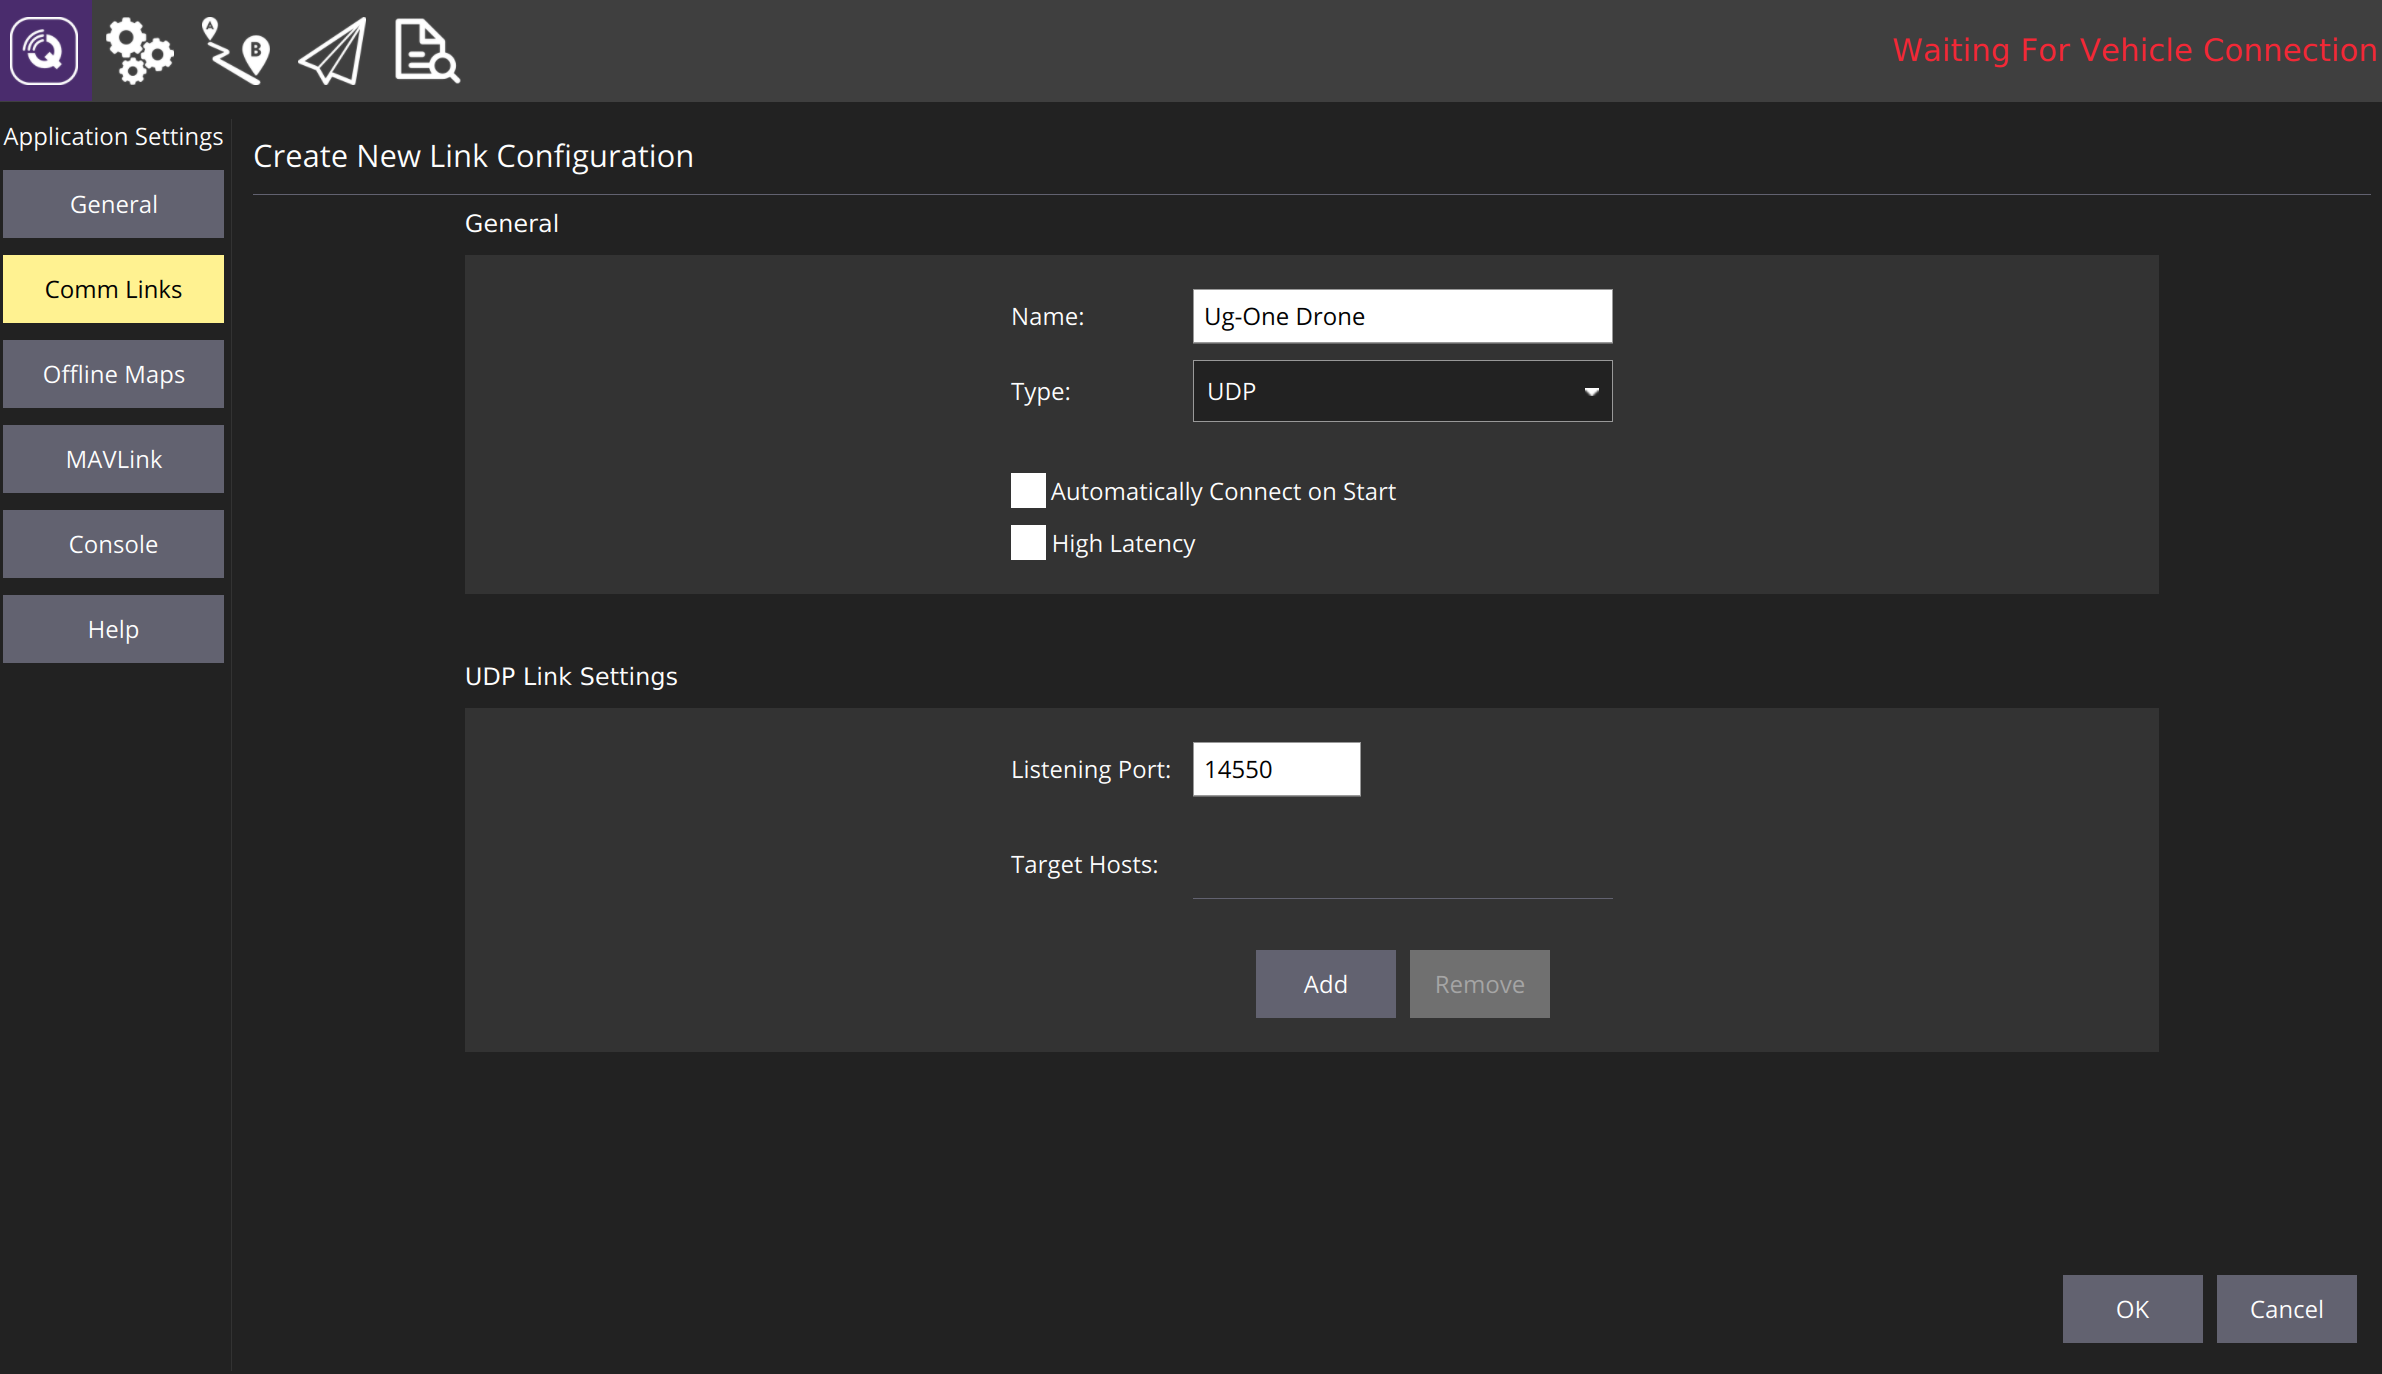 Waiting For Vehicle Connection
Application Settings
General
Comm Links
Offline Maps
MAVLink
Console
Help
Create New Link Configuration
General
Name: Ug-One Drone
Type: UDP
Automatically Connect on Start
High Latency
UDP Link Settings
Listening Port: 14550
Target Hosts:
Add Remove
OK Cancel